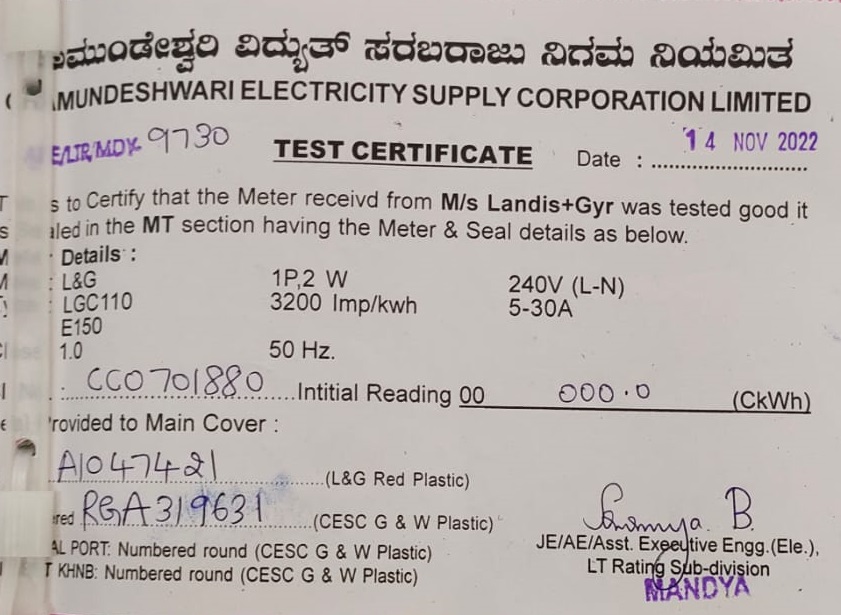 ಾಮುಂಡೇಶ್ವರಿ ವಿದ್ಯುತ್ ಸರಬರಾಜು ನಿಗಮ ನಿಯಮಿತ
MUNDESHWARI ELECTRICITY SUPPLY CORPORATION LIMITED
E/LTR/MDY- 9730 TEST CERTIFICATE Date : 14 NOV 2022
s to Certify that the Meter receivd from M/s Landis+Gyr was tested good it
aled in the MT section having the Meter & Seal details as below.
Details :
: L&G 1P,2 W 240V (L-N)
: LGC110 3200 Imp/kwh 5-30A
E150
1.0 50 Hz.
: CC0701880 Intitial Reading 00 000.0 (CkWh)
rovided to Main Cover :
A1047421 (L&G Red Plastic)
red RGA319631 (CESC G & W Plastic)
AL PORT: Numbered round (CESC G & W Plastic)
T KHNB: Numbered round (CESC G & W Plastic)
Sowmya. B.
JE/AE/Asst. Exeeutive Engg.(Ele.),
LT Rating Sub-division
MANDYA